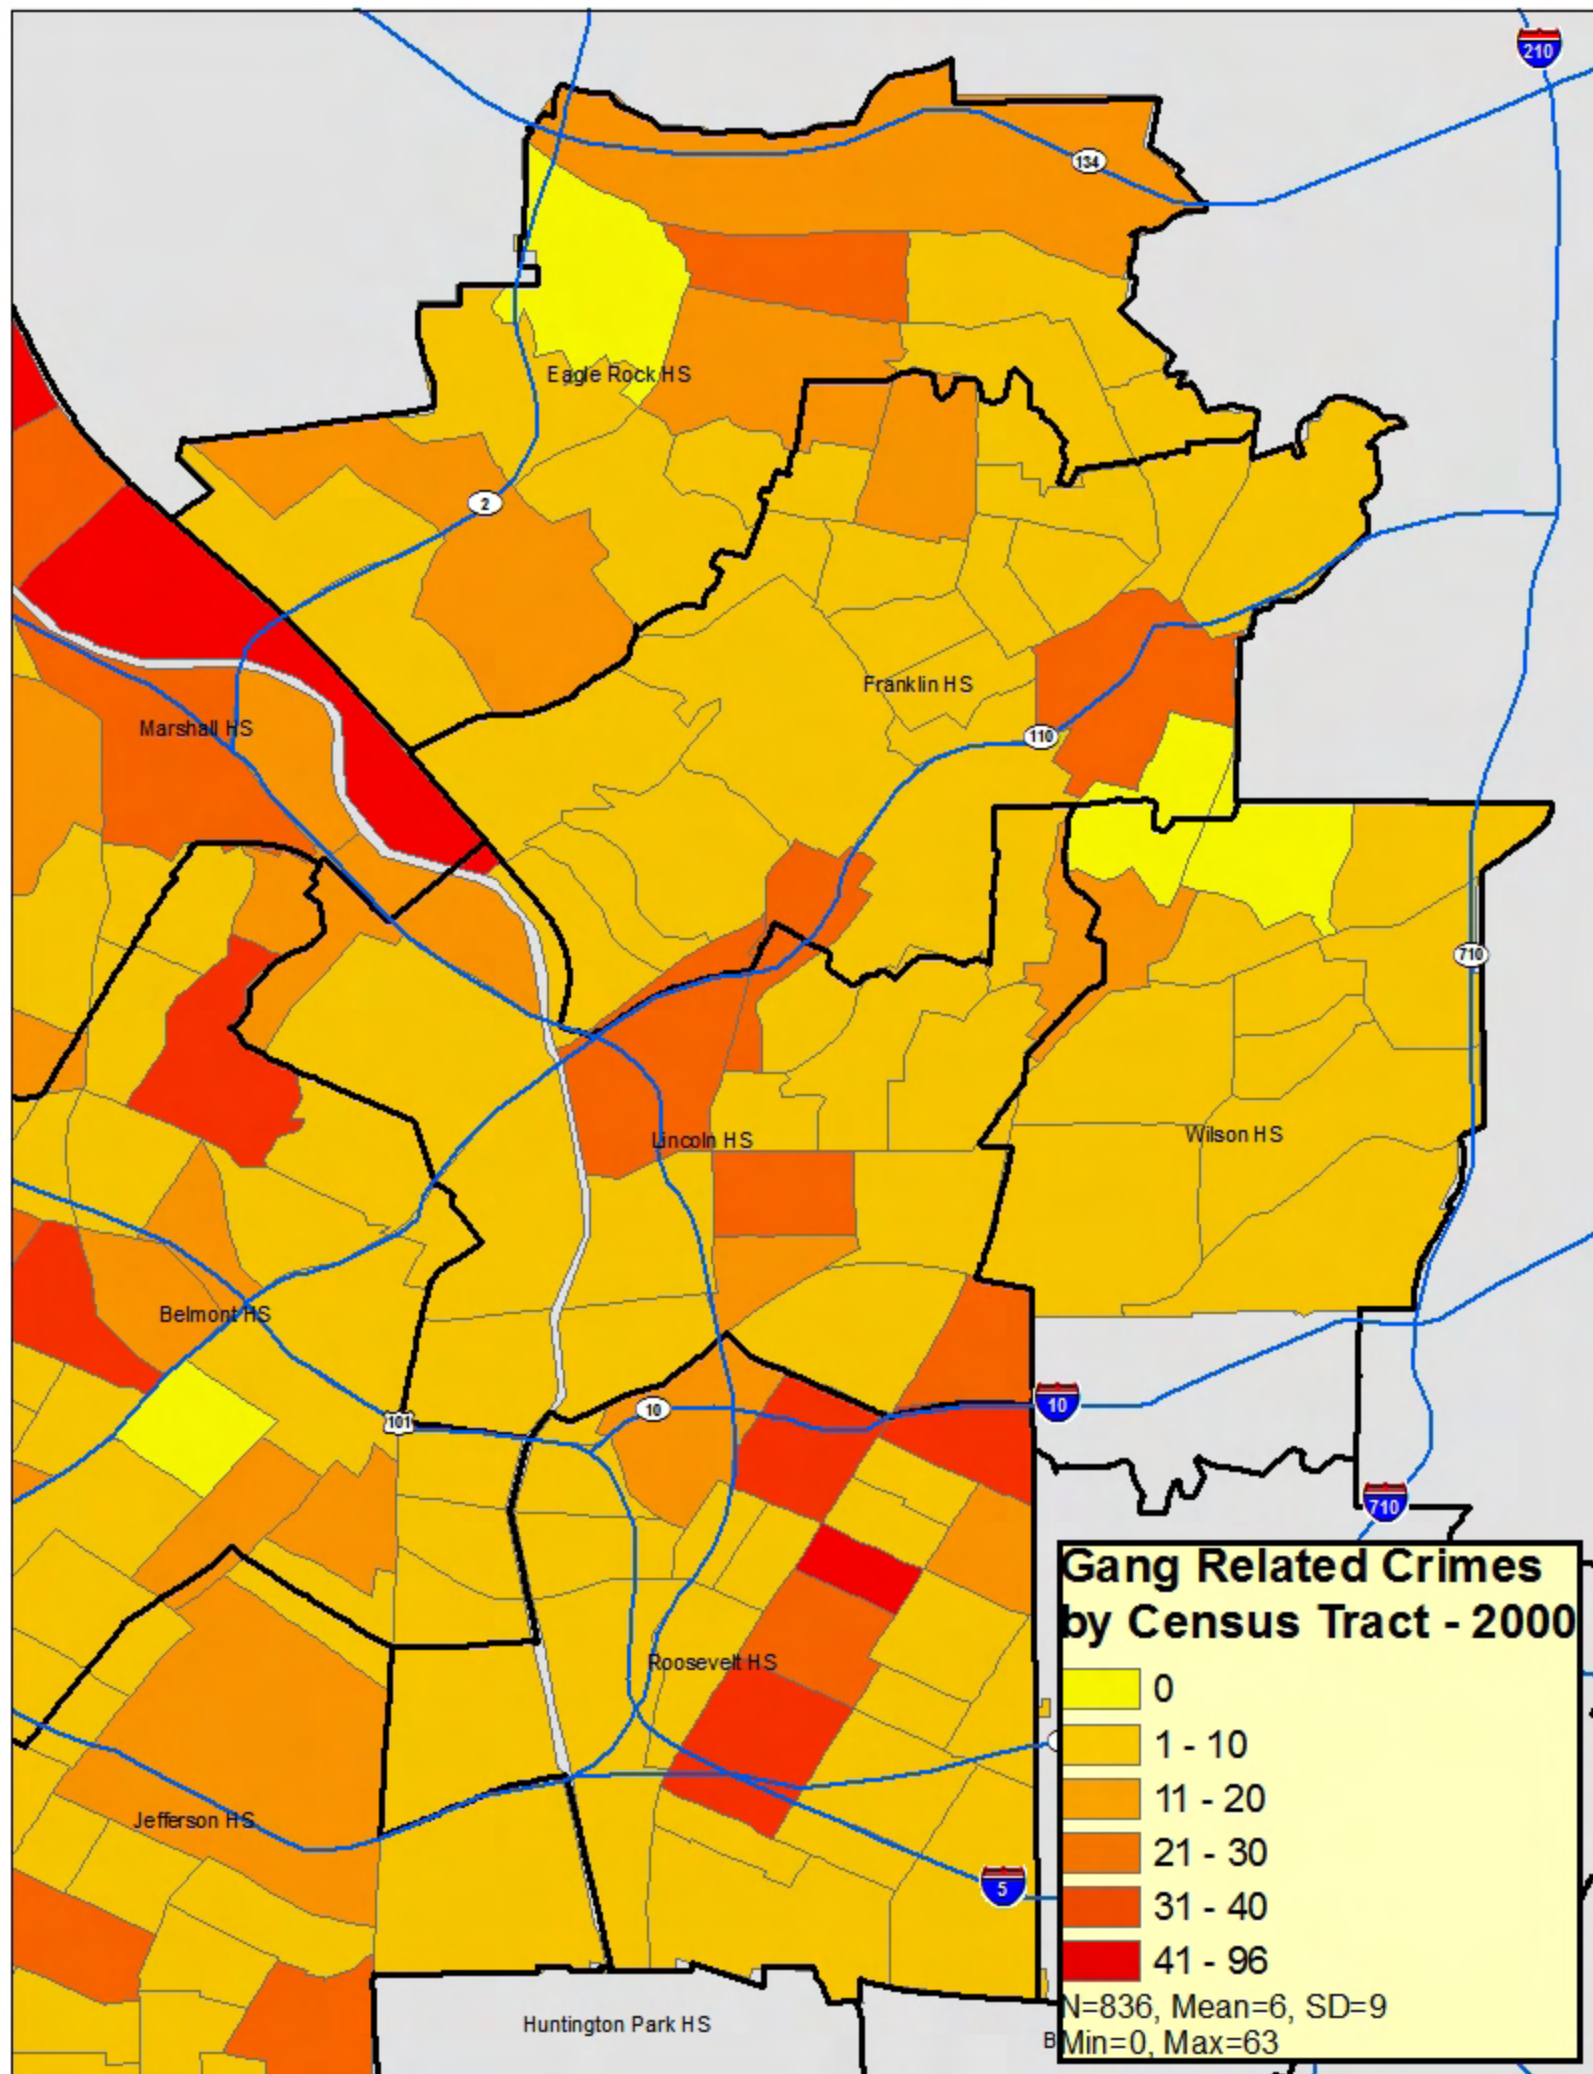 210
134
Eagle Rock HS
2
Franklin HS
Marshall HS
110
710
Lincoln HS
Wilson HS
Belmont HS
10
10
101
710
Roosevelt HS
Jefferson HS
5
Huntington Park HS
B
Gang Related Crimes
by Census Tract - 2000
0
1 - 10
11 - 20
21 - 30
31 - 40
41 - 96
N=836, Mean=6, SD=9
Min=0, Max=63